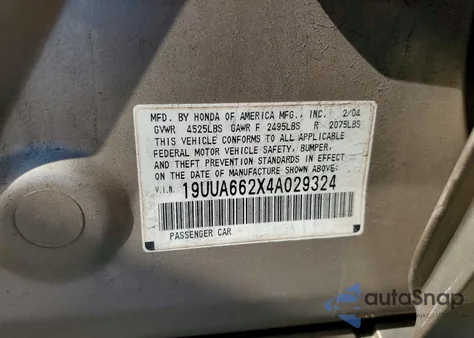 MFD. BY HONDA OF AMERICA MFG., INC. 2/04
GVWR 4525LBS GAWR F 2495LBS R 2075LBS
THIS VEHICLE CONFORMS TO ALL APPLICABLE
FEDERAL MOTOR VEHICLE SAFETY, BUMPER,
AND THEFT PREVENTION STANDARDS IN EFFECT
ON THE DATE OF MANUFACTURE SHOWN ABOVE:
V.I.N. 19UUA662X4A029324
PASSENGER CAR
autoSnap